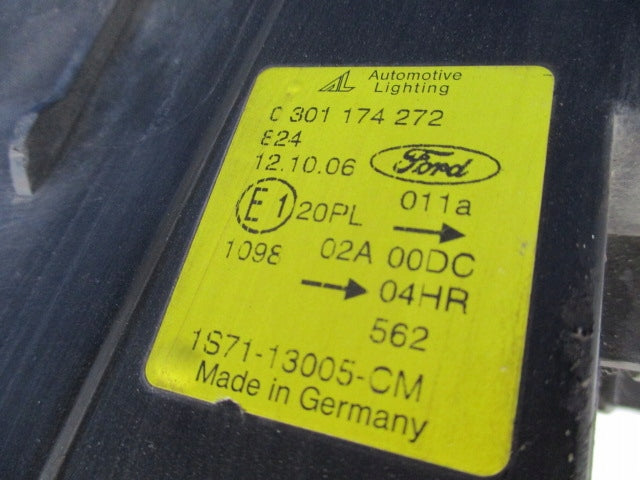 AL Automotive
Lighting
0 301 174 272
E24
12.10.06 Ford
E1 20PL 011a
1098 02A 00DC
04HR
562
1S71-13005-CM
Made in Germany